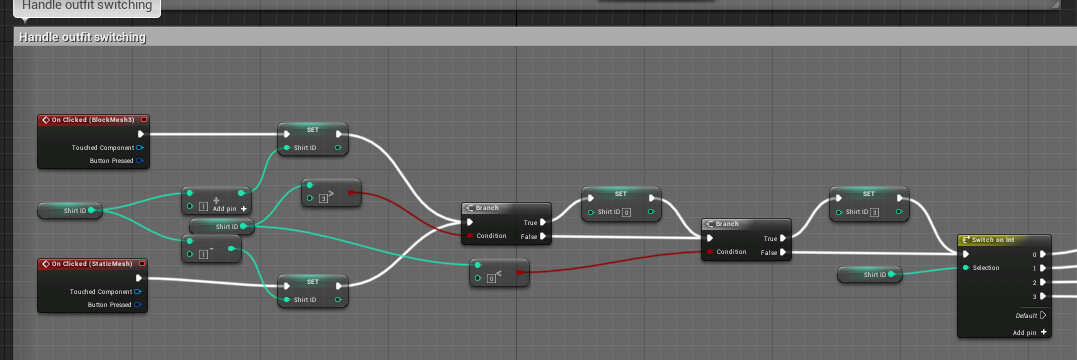 Handle outfit switching
Handle outfit switching
On Clicked (BlockMesh3)
Touched Component
Button Pressed
SET
Shirt ID
Shirt ID
1
+
Add pin +
Shirt ID
1
-
3
>
On Clicked (StaticMesh)
Touched Component
Button Pressed
SET
Shirt ID
Branch
True
Condition
False
0
<
SET
Shirt ID 0
Branch
True
Condition
False
SET
Shirt ID 3
Shirt ID
Switch on Int
0
Selection
1
2
3
Default
Add pin +